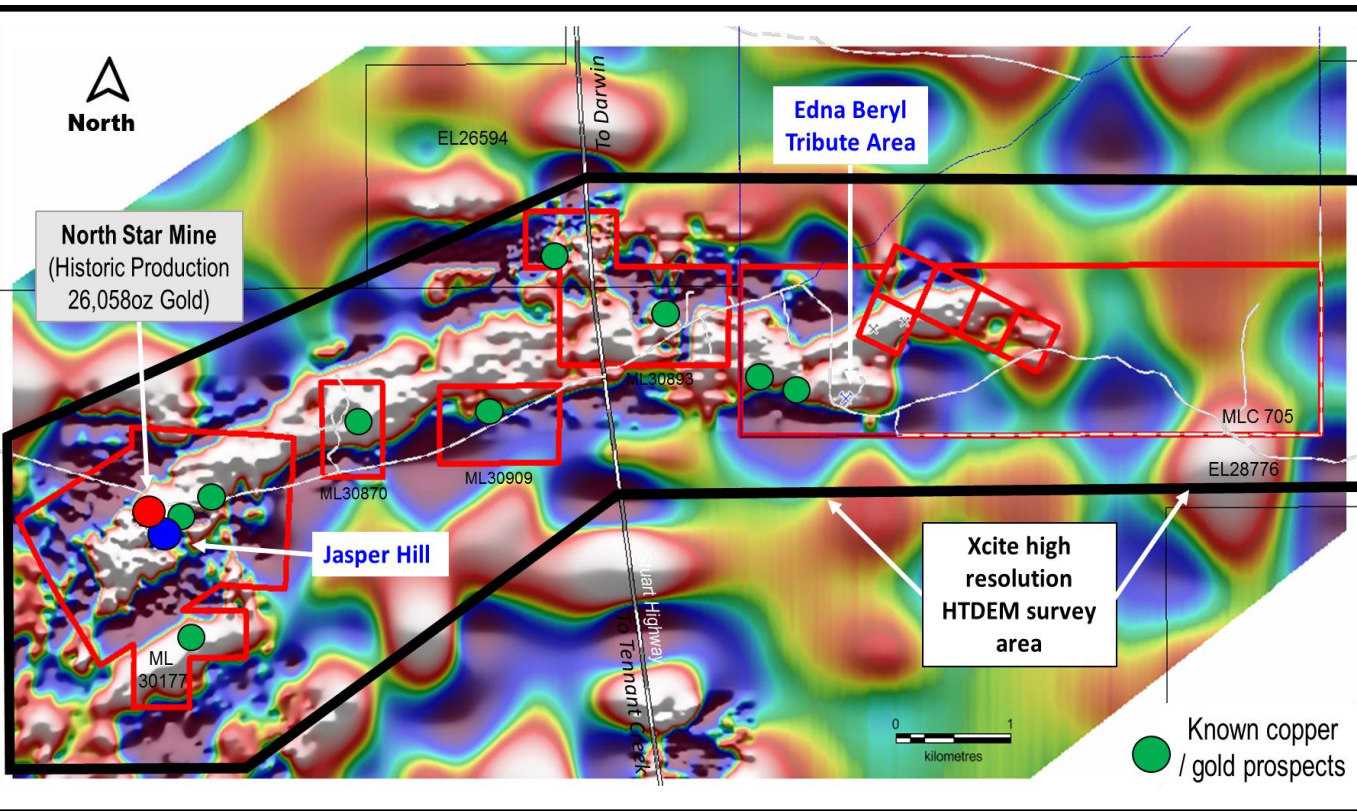 North
To Darwin
EL26594
Edna Beryl
Tribute Area
North Star Mine
(Historic Production
26,058oz Gold)
ML30893
MLC 705
EL28776
ML30870
ML30909
Jasper Hill
Xcite high
resolution
HTDEM survey
area
Stuart Highway
To Tennant Creek
ML
30177
0 1
kilometres
Known copper
/ gold prospects